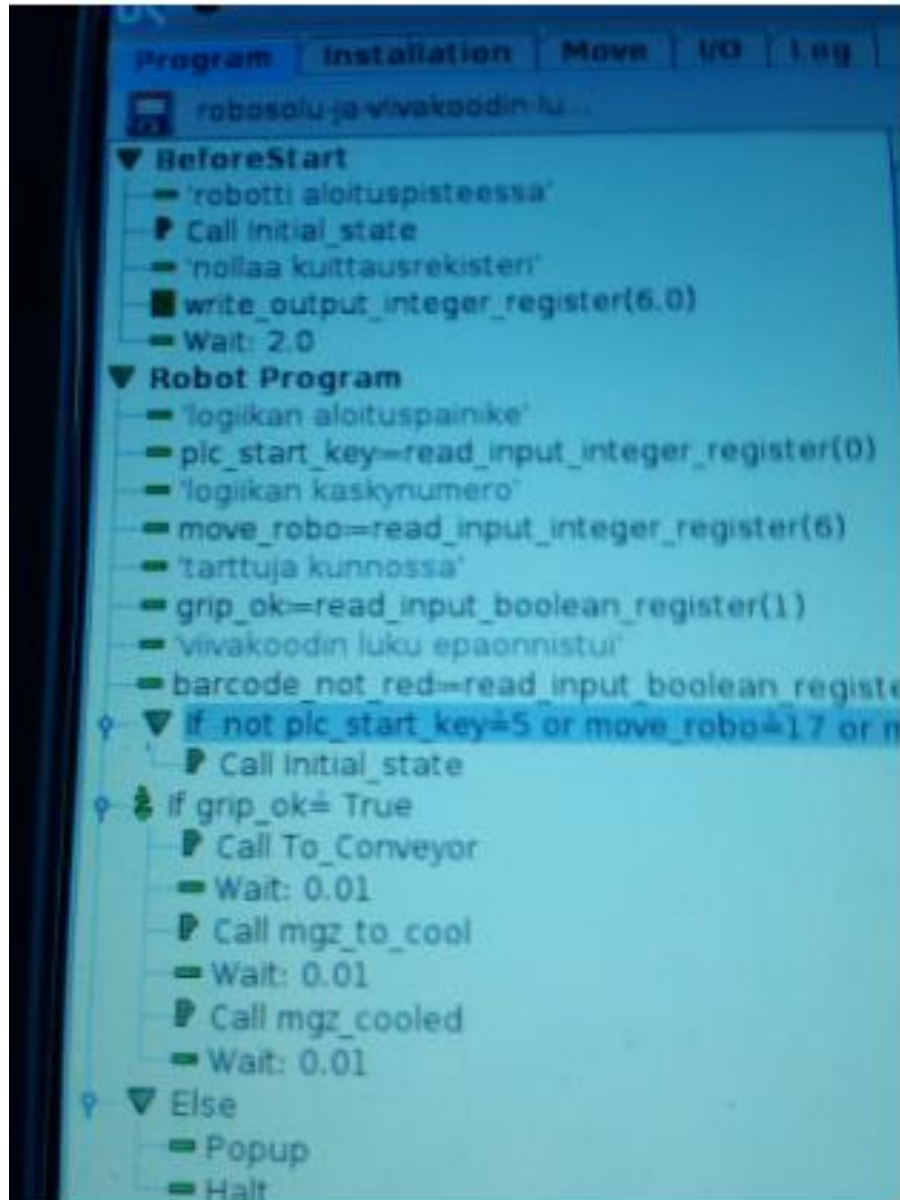 Program Installation Move I/O Log
robosolu-ja-viivakoodin-lu...
BeforeStart
'robotti aloituspisteessa'
Call Initial_state
'nollaa kuittausrekisteri'
write_output_integer_register(6,0)
Wait: 2.0
Robot Program
'logiikan aloituspainike'
plc_start_key=read_input_integer_register(0)
'logiikan kaskynumero'
move_robo=read_input_integer_register(6)
'tarttuja kunnossa'
grip_ok=read_input_boolean_register(1)
'viivakoodin luku epaonnistui'
barcode_not_red=read_input_boolean_registe
If not plc_start_key≟5 or move_robo≟17 or m
Call Initial_state
If grip_ok≟ True
Call To_Conveyor
Wait: 0.01
Call mgz_to_cool
Wait: 0.01
Call mgz_cooled
Wait: 0.01
Else
Popup
Halt